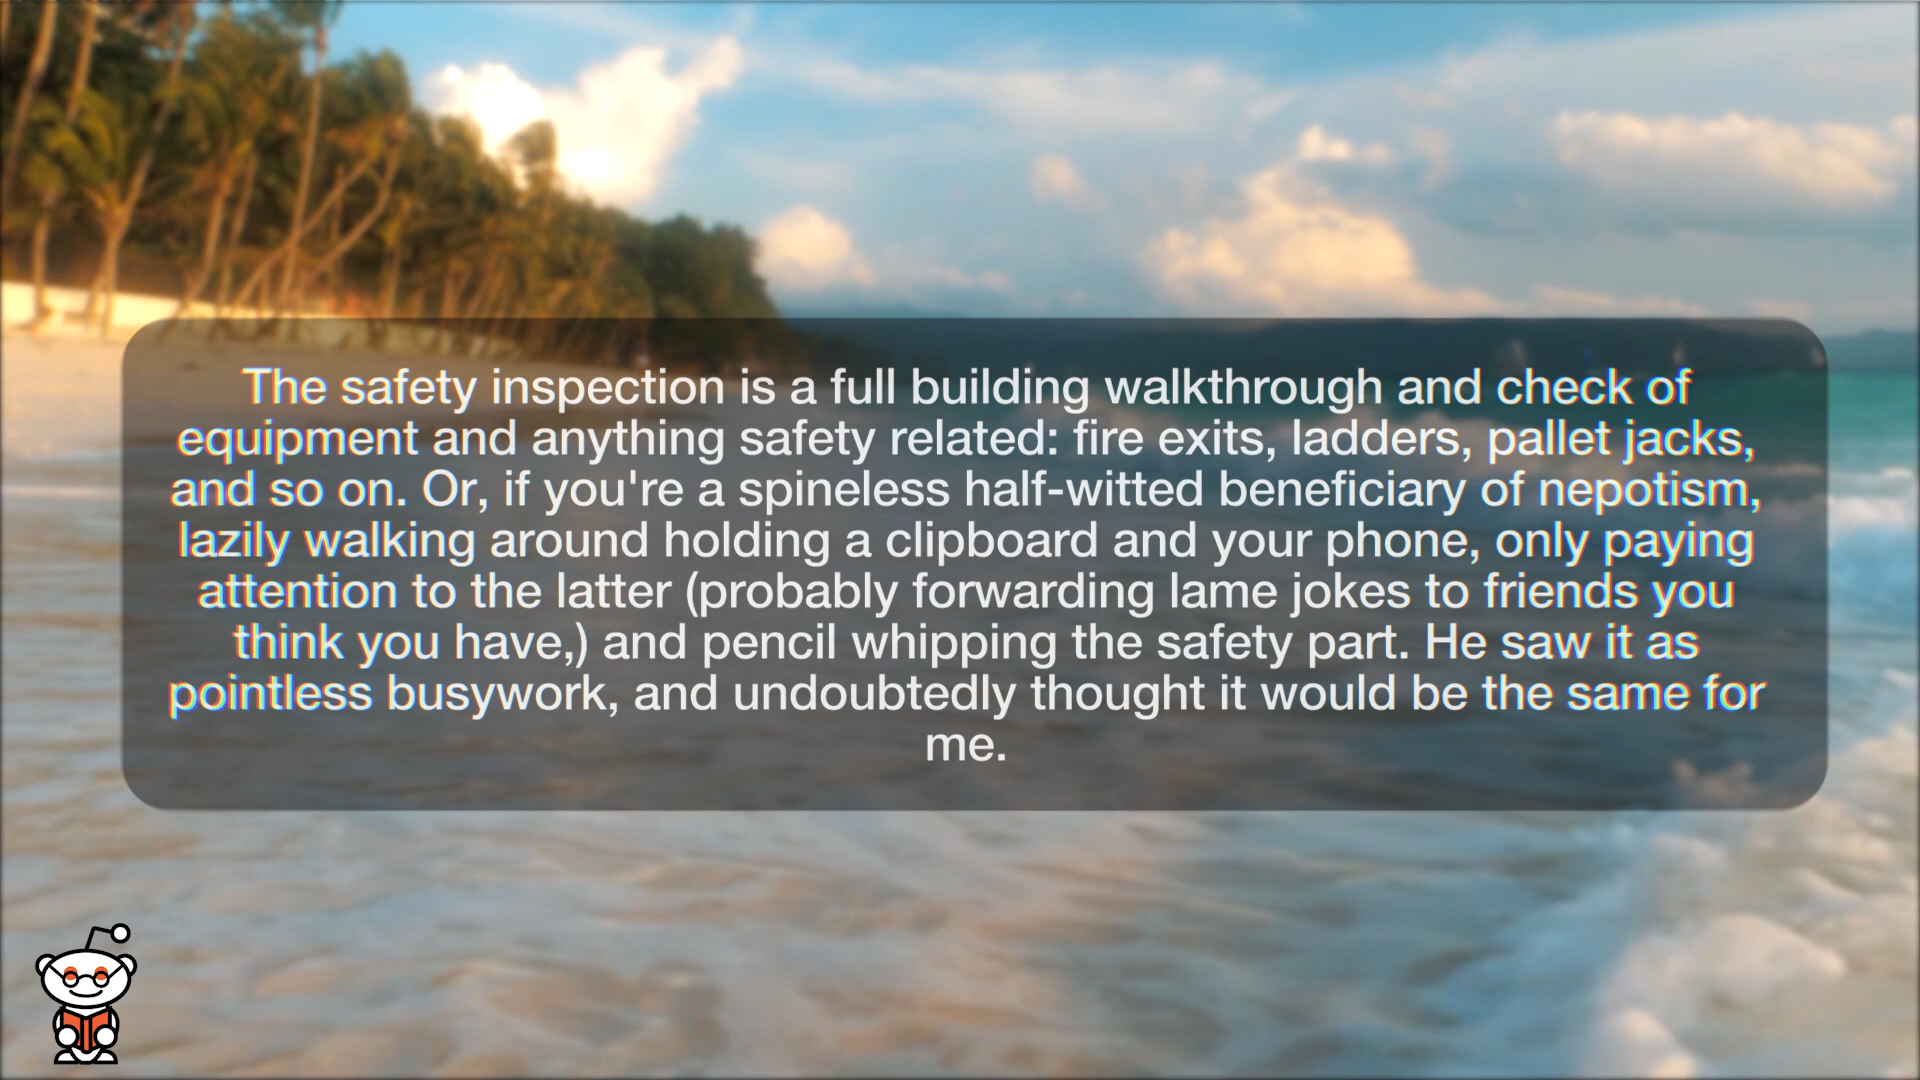 The safety inspection is a full building walkthrough and check of
equipment and anything safety related: fire exits, ladders, pallet jacks,
and so on. Or, if you're a spineless half-witted beneficiary of nepotism,
lazily walking around holding a clipboard and your phone, only paying
attention to the latter (probably forwarding lame jokes to friends you
think you have,) and pencil whipping the safety part. He saw it as
pointless busywork, and undoubtedly thought it would be the same for
me.